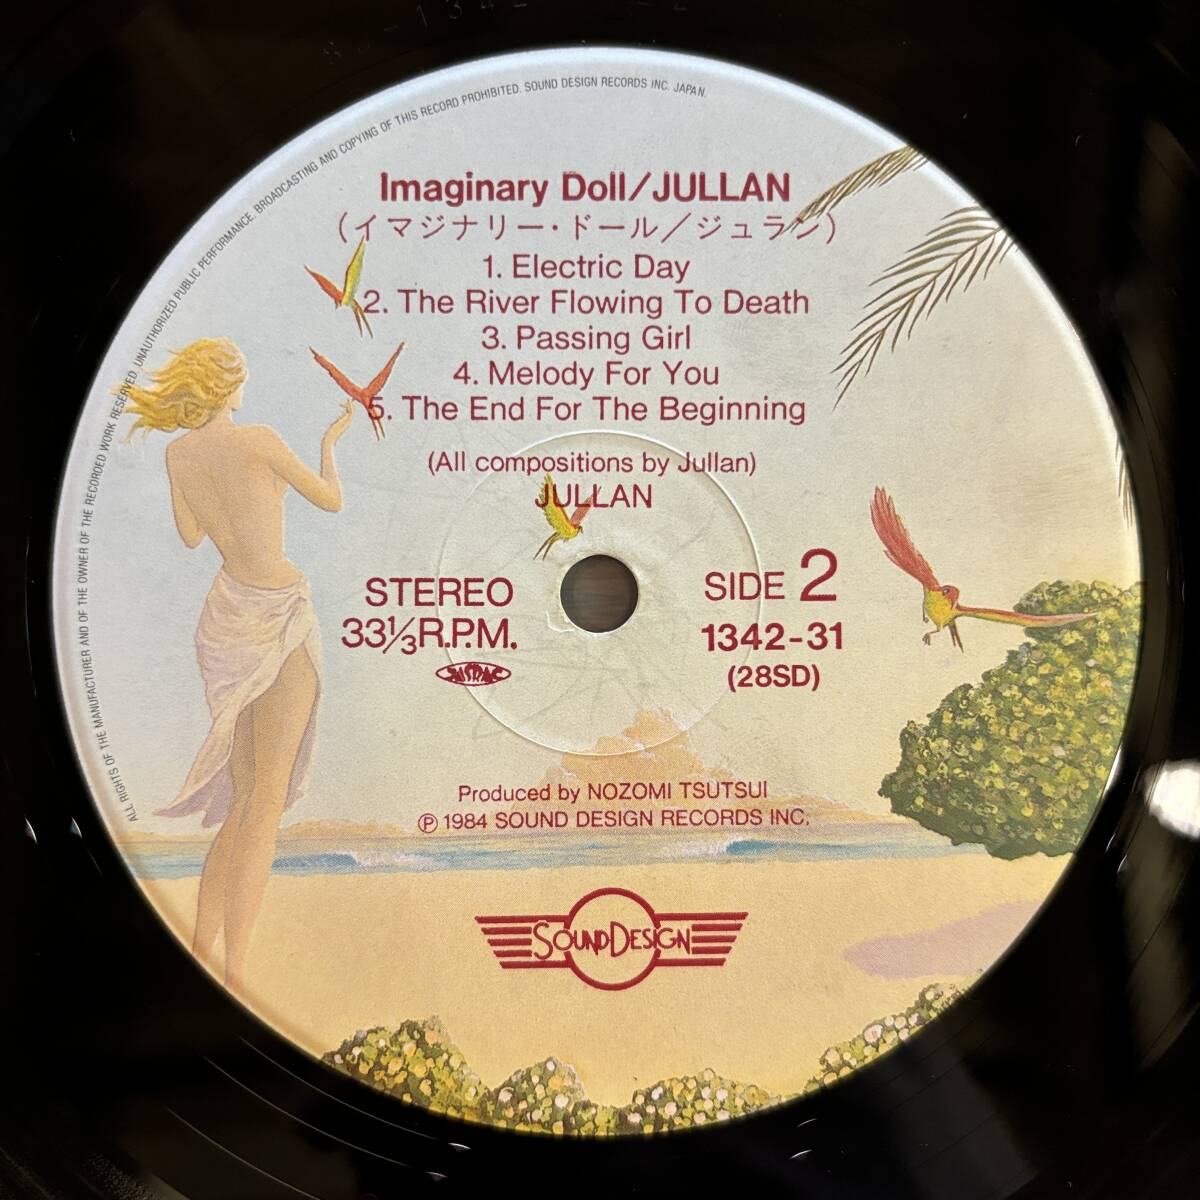 ALL RIGHTS OF THE MANUFACTURER AND OF THE OWNER OF THE RECORDED WORK RESERVED. UNAUTHORIZED PUBLIC PERFORMANCE. BROADCASTING AND COPYING OF THIS RECORD PROHIBITED. SOUND DESIGN RECORDS INC. JAPAN.
Imaginary Doll/JULLAN
(イマジナリー・ドール/ジュラン)
1. Electric Day
2. The River Flowing To Death
3. Passing Girl
4. Melody For You
5. The End For The Beginning
(All compositions by Jullan)
JULLAN
STEREO
33⅓R.P.M.
JASRAC
SIDE 2
1342-31
(28SD)
Produced by NOZOMI TSUTSUI
Ⓟ 1984 SOUND DESIGN RECORDS INC.
SOUNDDESIGN